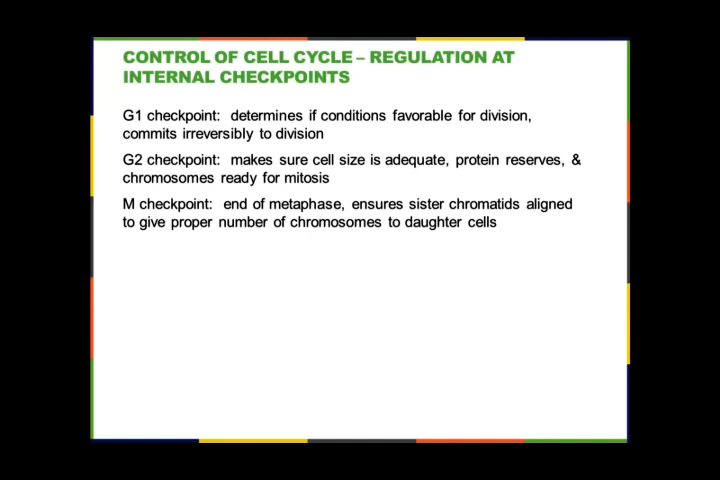 CONTROL OF CELL CYCLE – REGULATION AT
INTERNAL CHECKPOINTS
G1 checkpoint: determines if conditions favorable for division,
commits irreversibly to division
G2 checkpoint: makes sure cell size is adequate, protein reserves, &
chromosomes ready for mitosis
M checkpoint: end of metaphase, ensures sister chromatids aligned
to give proper number of chromosomes to daughter cells